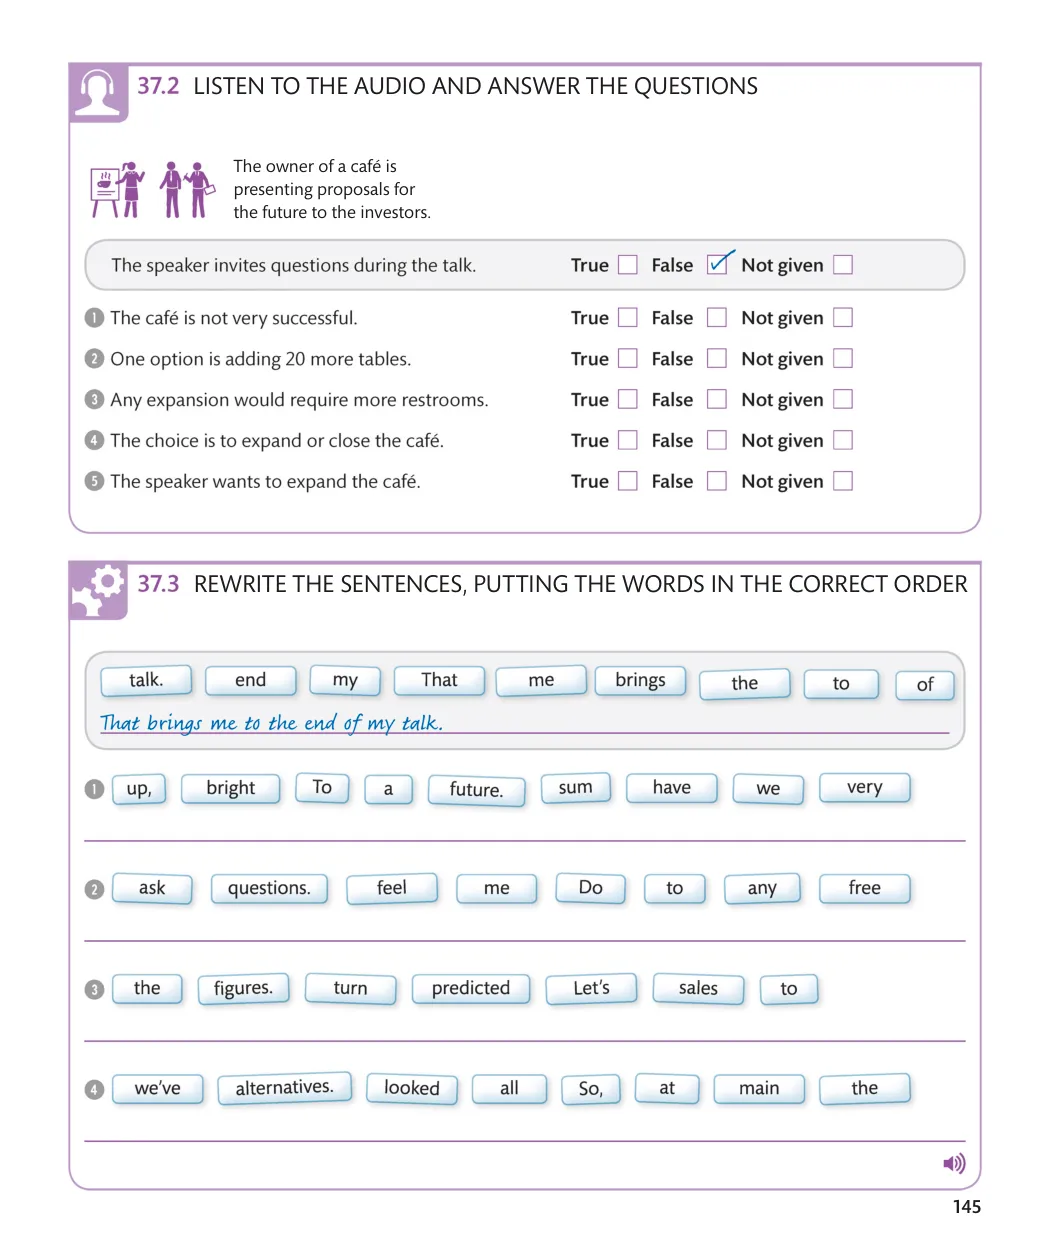 37.2 LISTEN TO THE AUDIO AND ANSWER THE QUESTIONS
The owner of a café is
presenting proposals for
the future to the investors.
The speaker invites questions during the talk. True False Not given
1 The café is not very successful. True False Not given
2 One option is adding 20 more tables. True False Not given
3 Any expansion would require more restrooms. True False Not given
4 The choice is to expand or close the café. True False Not given
5 The speaker wants to expand the café. True False Not given
37.3 REWRITE THE SENTENCES, PUTTING THE WORDS IN THE CORRECT ORDER
talk. end my That me brings the to of
That brings me to the end of my talk.
1 up, bright To a future. sum have we very
2 ask questions. feel me Do to any free
3 the figures. turn predicted Let's sales to
4 we've alternatives. looked all So, at main the
145